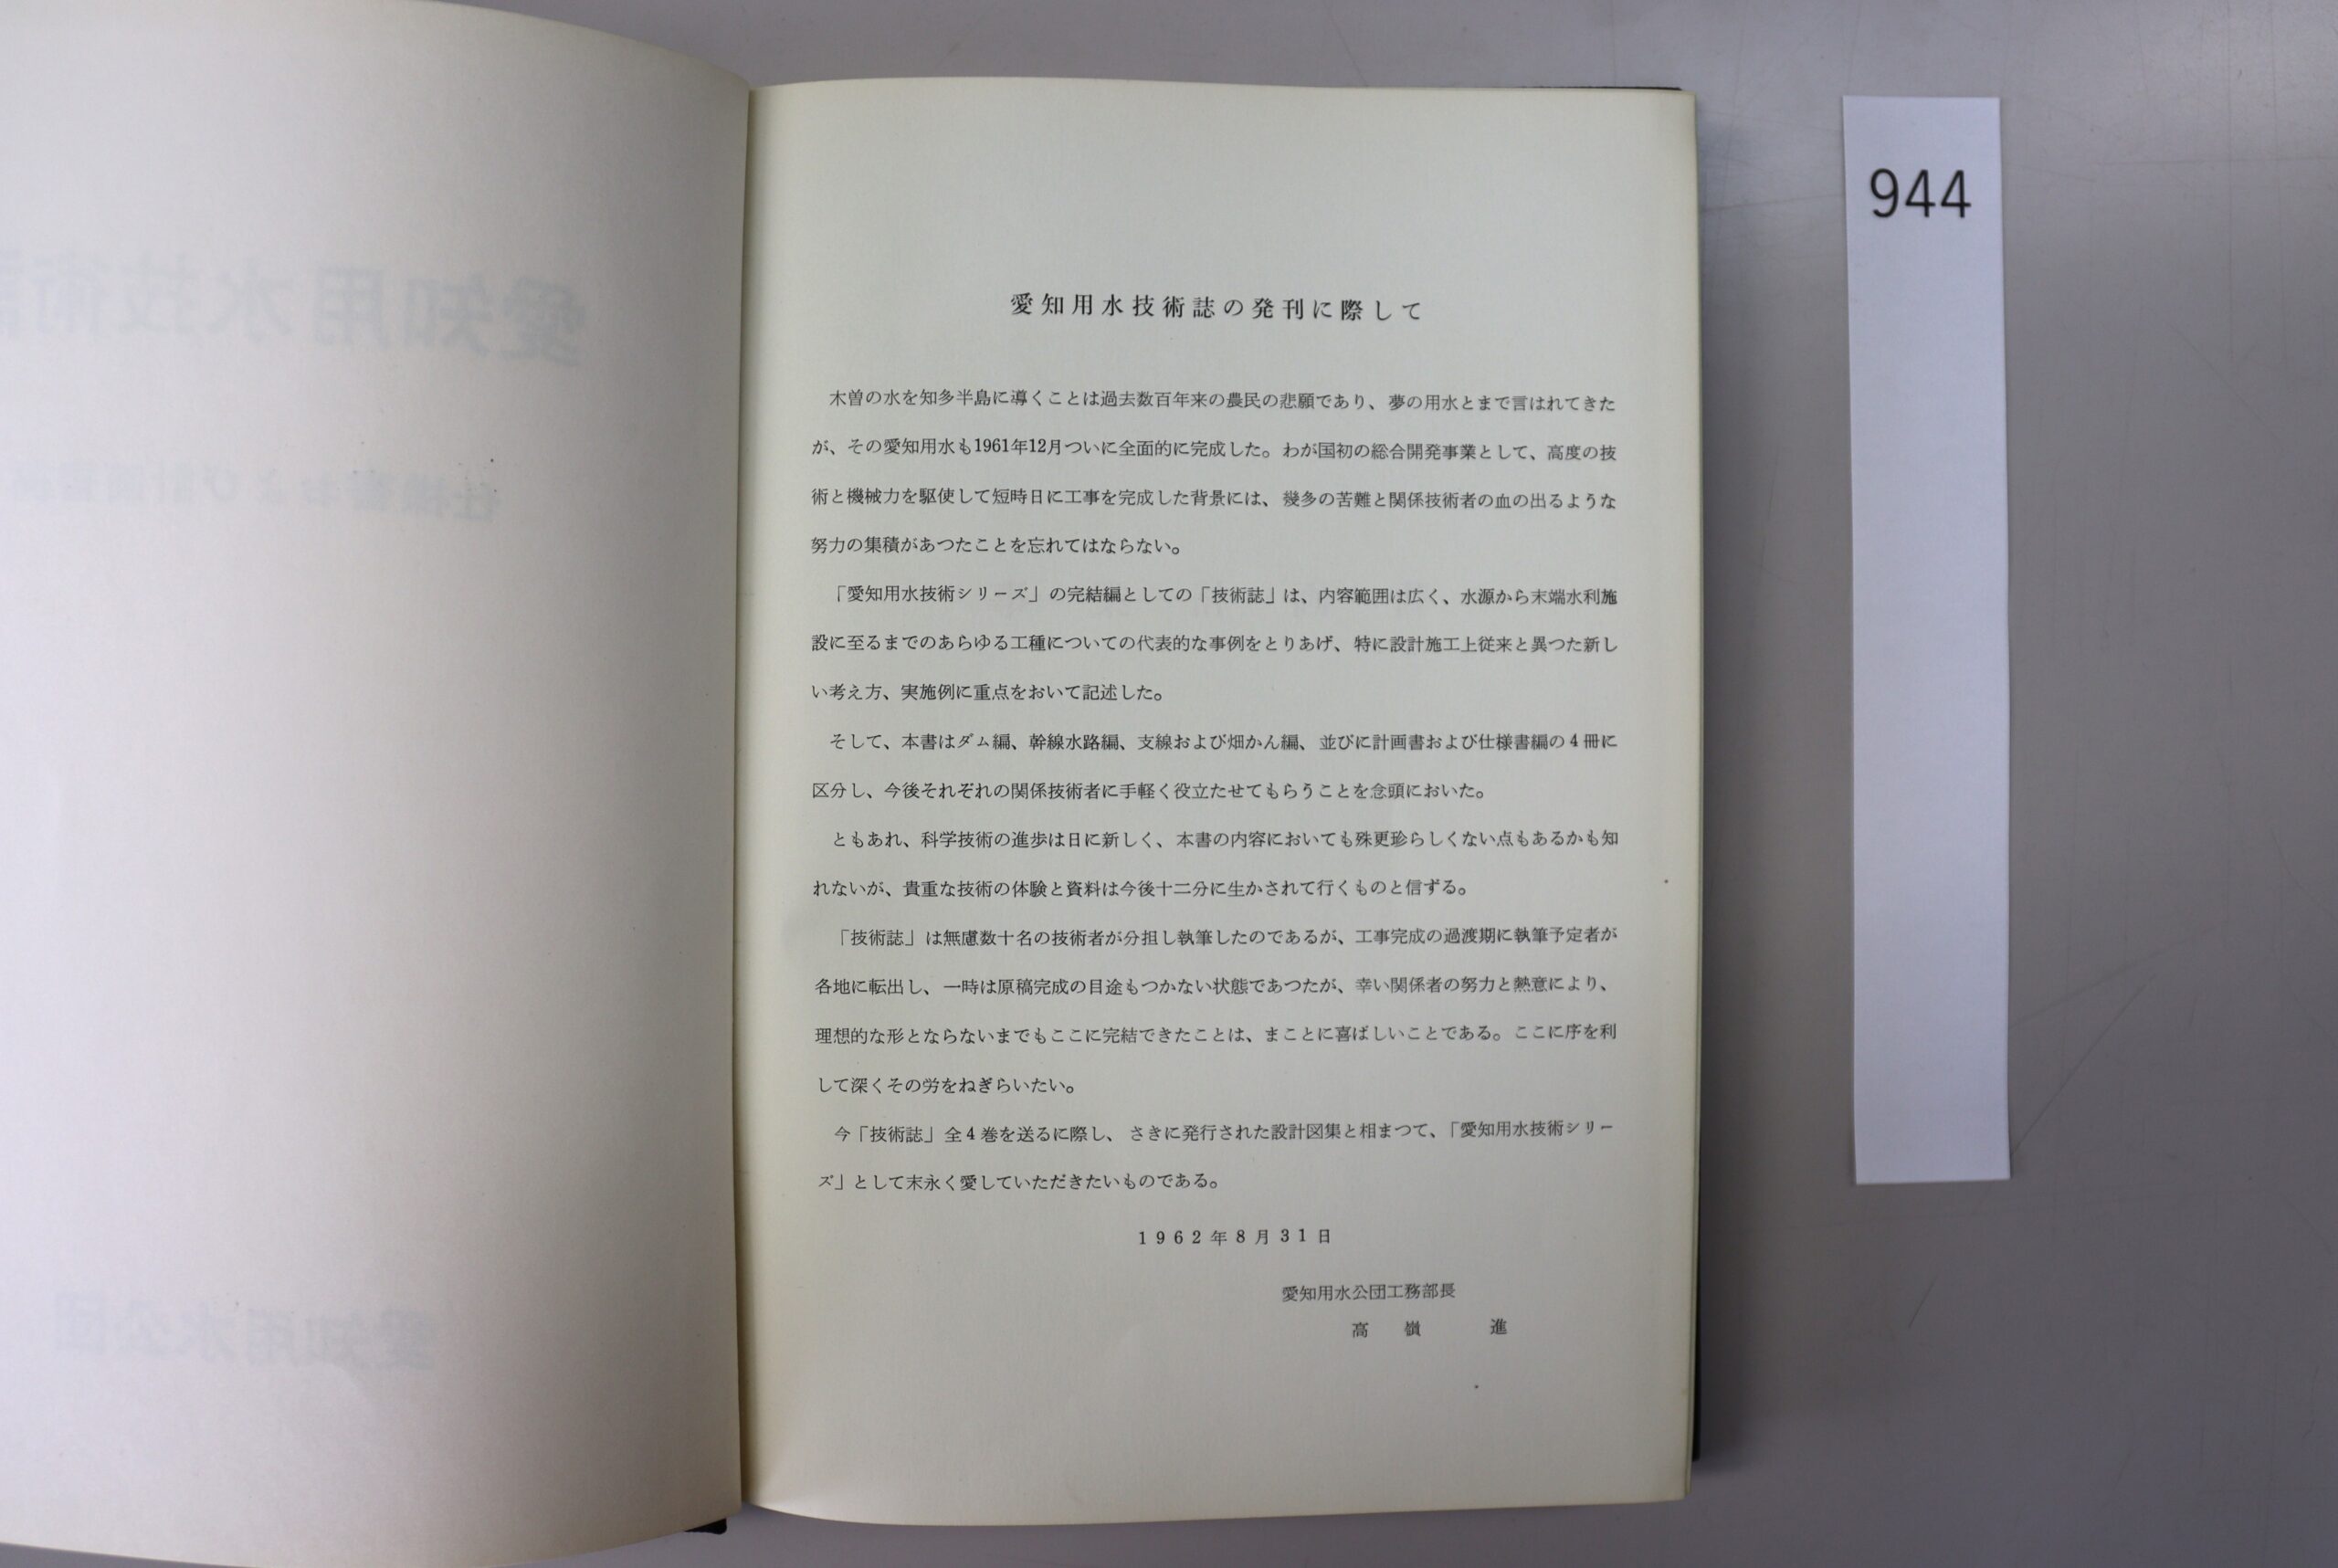 愛知用水技術誌の発刊に際して
木曽の水を知多半島に導くことは過去数百年来の農民の悲願であり、夢の用水とまで言はれてきた
が、その愛知用水も1961年12月ついに全面的に完成した。わが国初の総合開発事業として、高度の技
術と機械力を駆使して短時日に工事を完成した背景には、幾多の苦難と関係技術者の血の出るような
努力の集積があつたことを忘れてはならない。
「愛知用水技術シリーズ」の完結編としての「技術誌」は、内容範囲は広く、水源から末端水利施
設に至るまでのあらゆる工種についての代表的な事例をとりあげ、特に設計施工上従来と異つた新し
い考え方、実施例に重点をおいて記述した。
そして、本書はダム編、幹線水路編、支線および畑かん編、並びに計画書および仕様書編の4冊に
区分し、今後それぞれの関係技術者に手軽く役立たせてもらうことを念頭においた。
ともあれ、科学技術の進歩は日に新しく、本書の内容においても殊更珍らしくない点もあるかも知
れないが、貴重な技術の体験と資料は今後十二分に生かされて行くものと信ずる。
「技術誌」は無慮数十名の技術者が分担し執筆したのであるが、工事完成の過渡期に執筆予定者が
各地に転出し、一時は原稿完成の目途もつかない状態であつたが、幸い関係者の努力と熱意により、
理想的な形とならないまでもここに完結できたことは、まことに喜ばしいことである。ここに序を利
して深くその労をねぎらいたい。
今「技術誌」全4巻を送るに際し、さきに発行された設計図集と相まつて、「愛知用水技術シリー
ズ」として末永く愛していただきたいものである。
1962年8月31日
愛知用水公団工務部長
高嶺 進
944
愛知用水技術
愛知用水公団